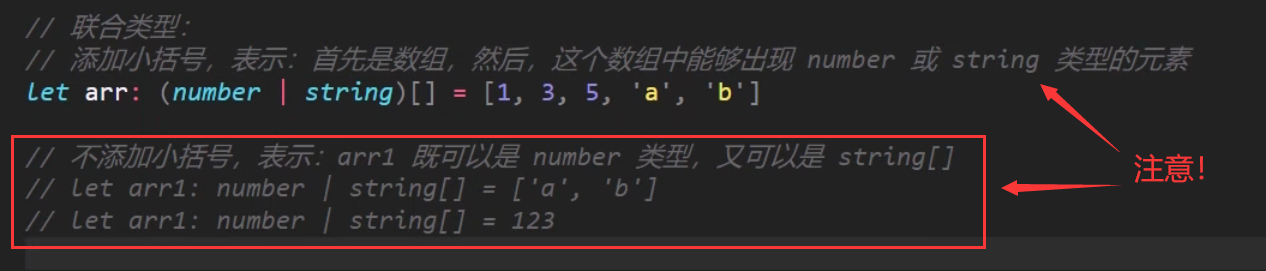 // 联合类型：
// 添加小括号，表示：首先是数组，然后，这个数组中能够出现 number 或 string 类型的元素
let arr: (number | string)[] = [1, 3, 5, 'a', 'b']
// 不添加小括号，表示：arr1 既可以是 number 类型，又可以是 string[]
// let arr1: number | string[] = ['a', 'b']
// let arr1: number | string[] = 123
注意！